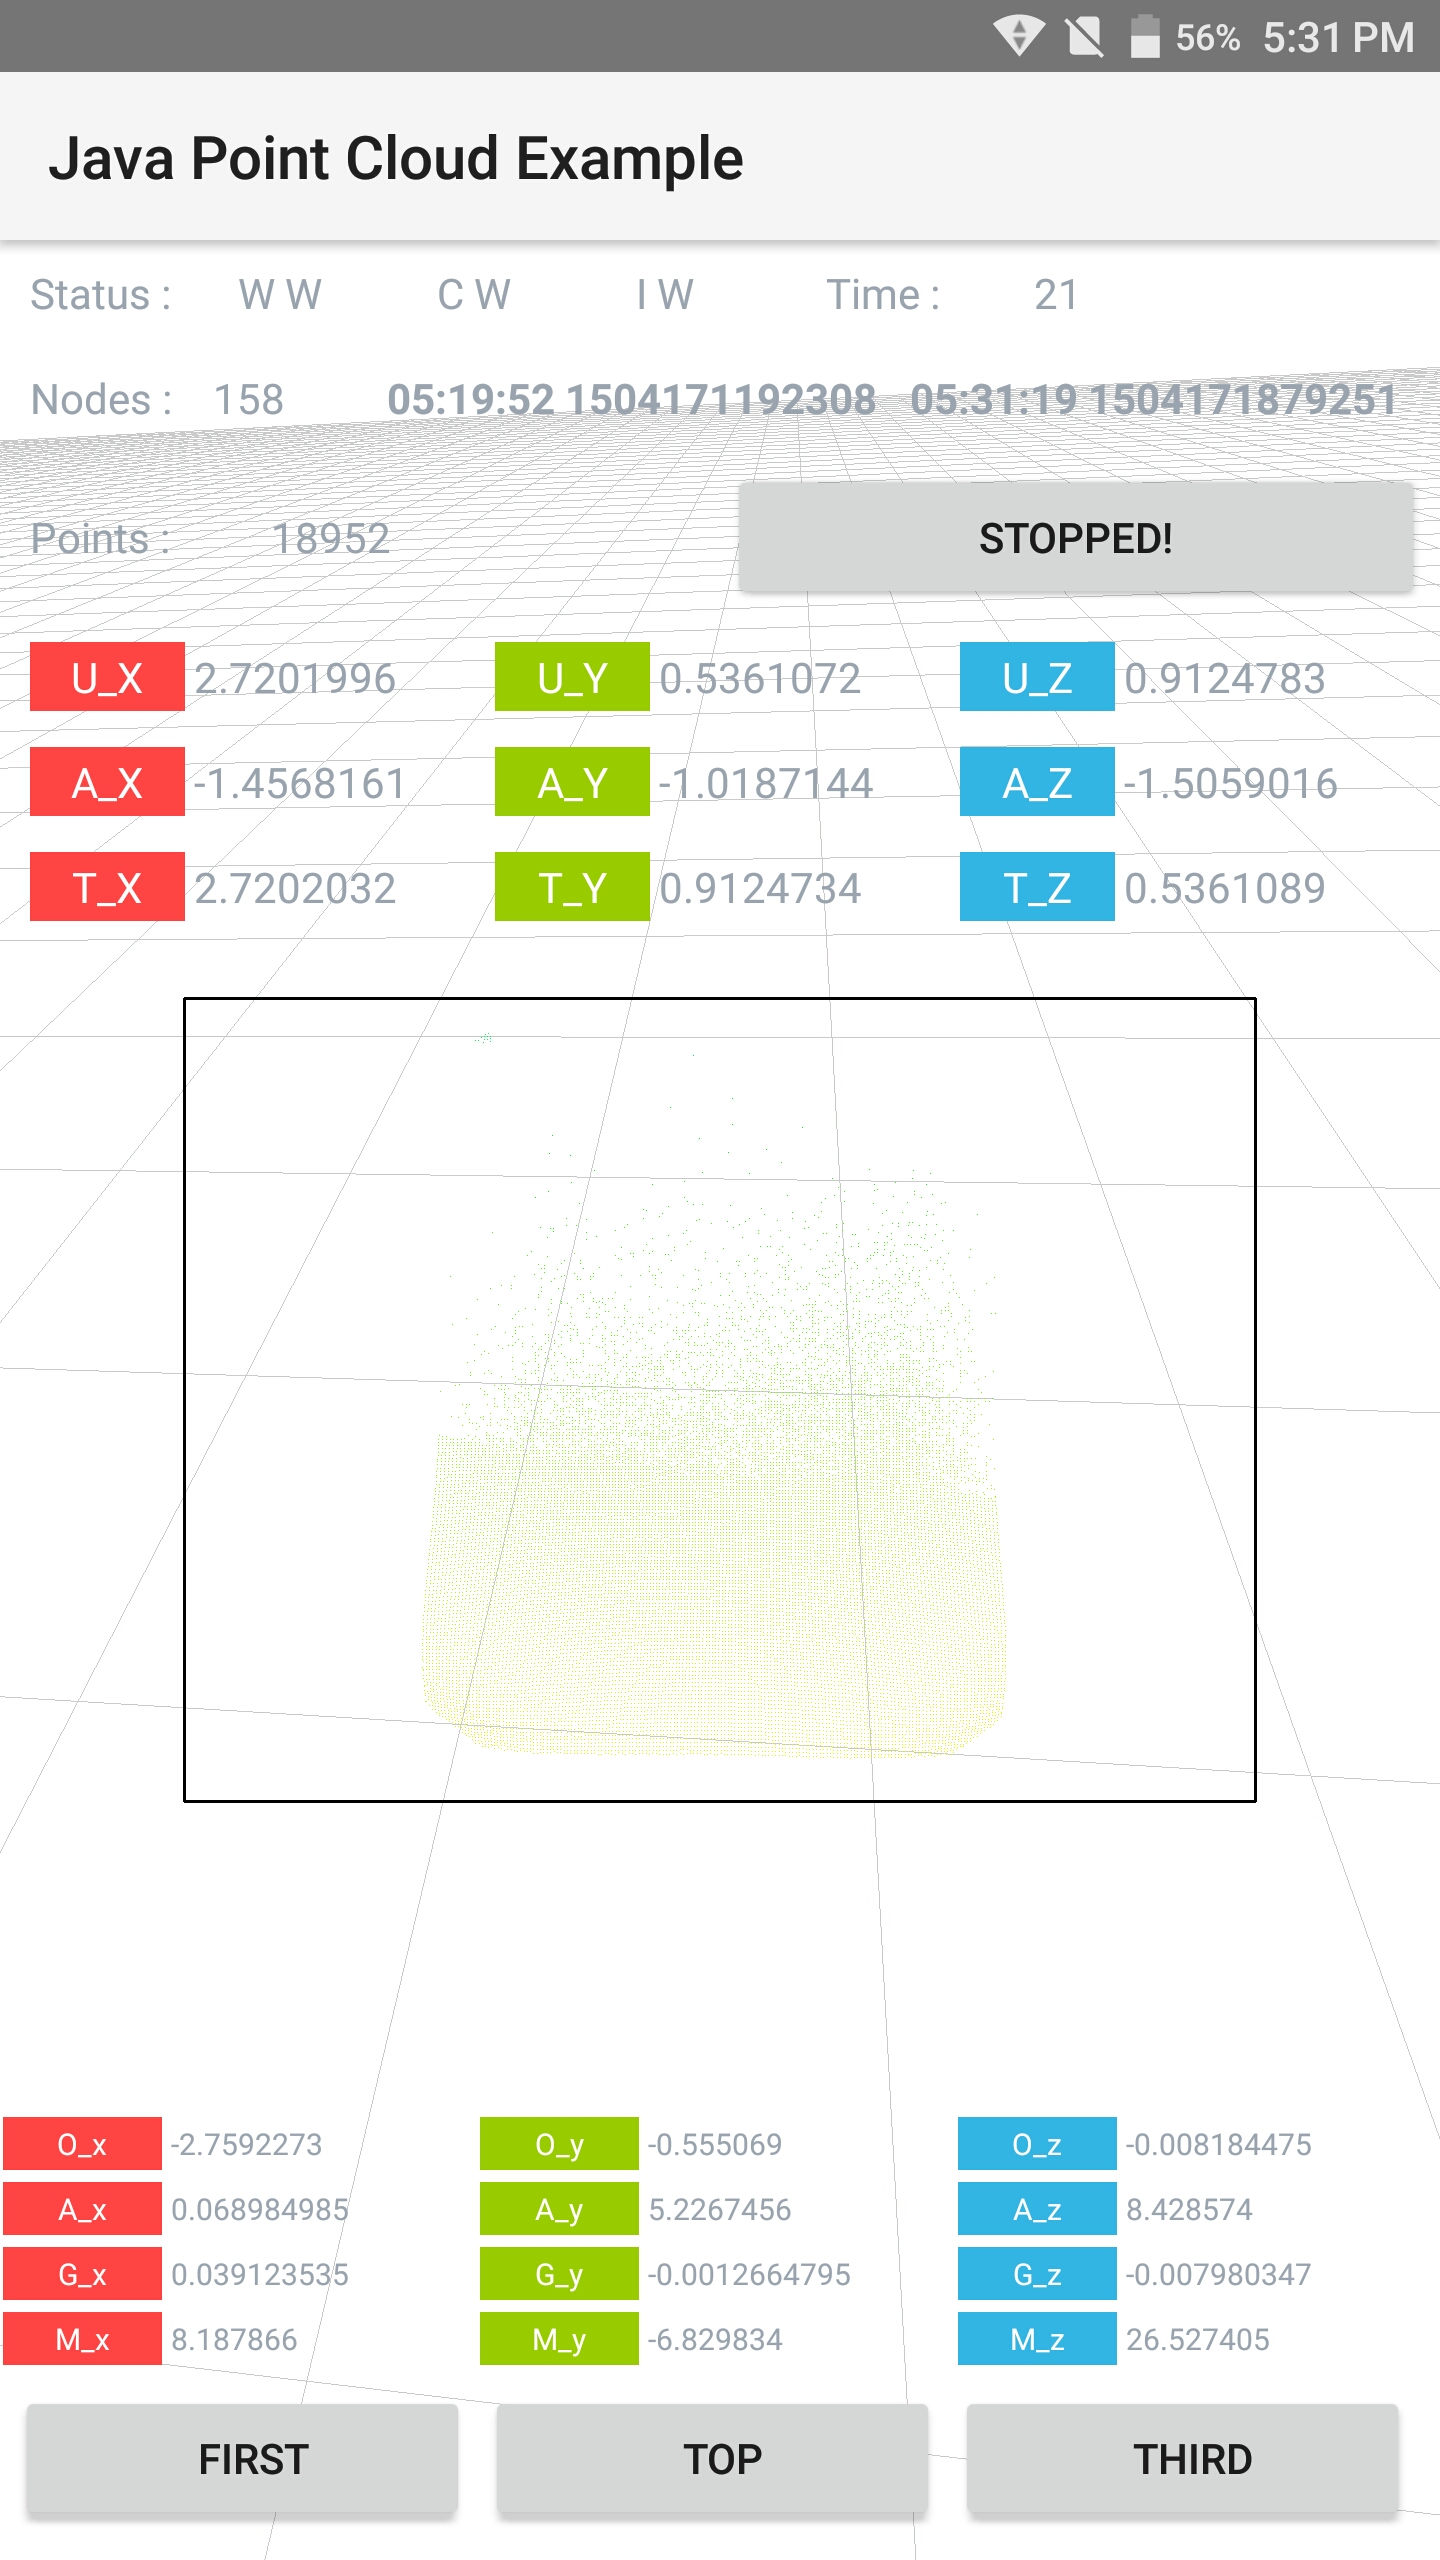 56% 5:31 PM
Java Point Cloud Example
Status : W W C W I W Time : 21
Nodes : 158 05:19:52 1504171192308 05:31:19 1504171879251
Points : 18952 STOPPED!
U_X 2.7201996 U_Y 0.5361072 U_Z 0.9124783
A_X -1.4568161 A_Y -1.0187144 A_Z -1.5059016
T_X 2.7202032 T_Y 0.9124734 T_Z 0.5361089
O_x -2.7592273 O_y -0.555069 O_z -0.008184475
A_x 0.068984985 A_y 5.2267456 A_z 8.428574
G_x 0.039123535 G_y -0.0012664795 G_z -0.007980347
M_x 8.187866 M_y -6.829834 M_z 26.527405
FIRST TOP THIRD